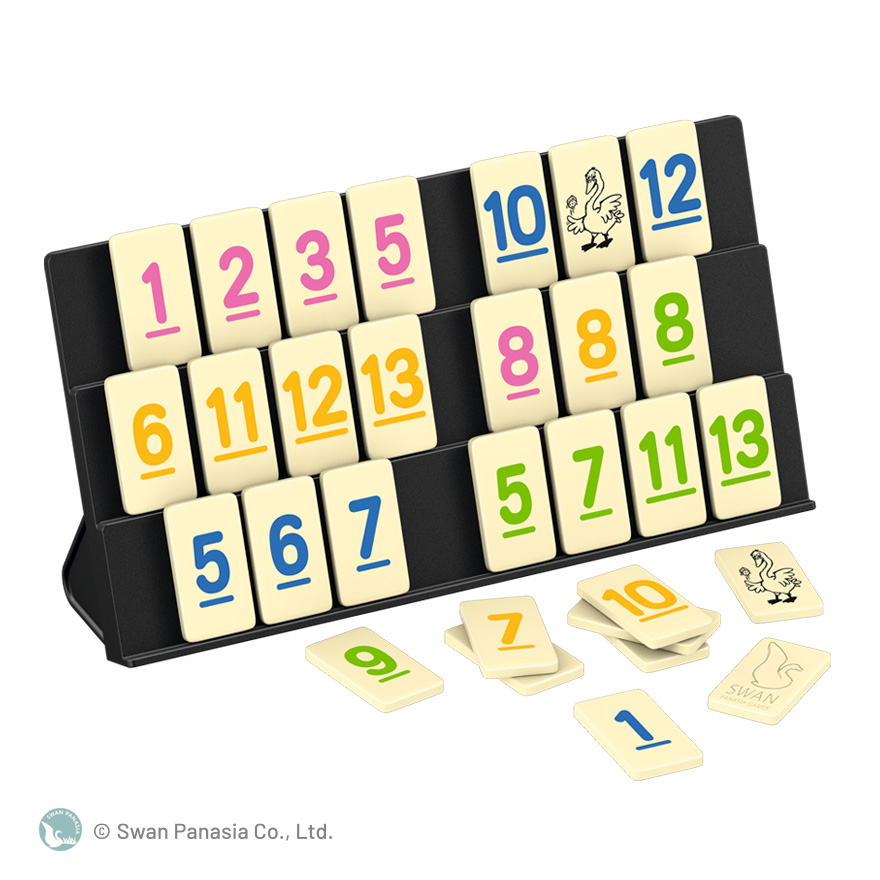 1 2 3 5 10 12
6 11 12 13 8 8 8
5 6 7 5 7 11 13
9 7 10
1
SWAN
PANASIA GAMES
SWAN PANASIA
© Swan Panasia Co., Ltd.